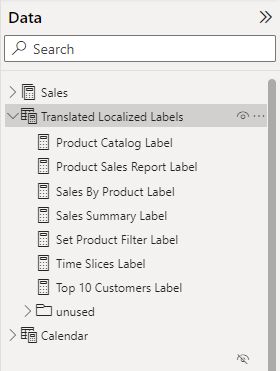 Data
Search
Sales
Translated Localized Labels
Product Catalog Label
Product Sales Report Label
Sales By Product Label
Sales Summary Label
Set Product Filter Label
Time Slices Label
Top 10 Customers Label
unused
Calendar